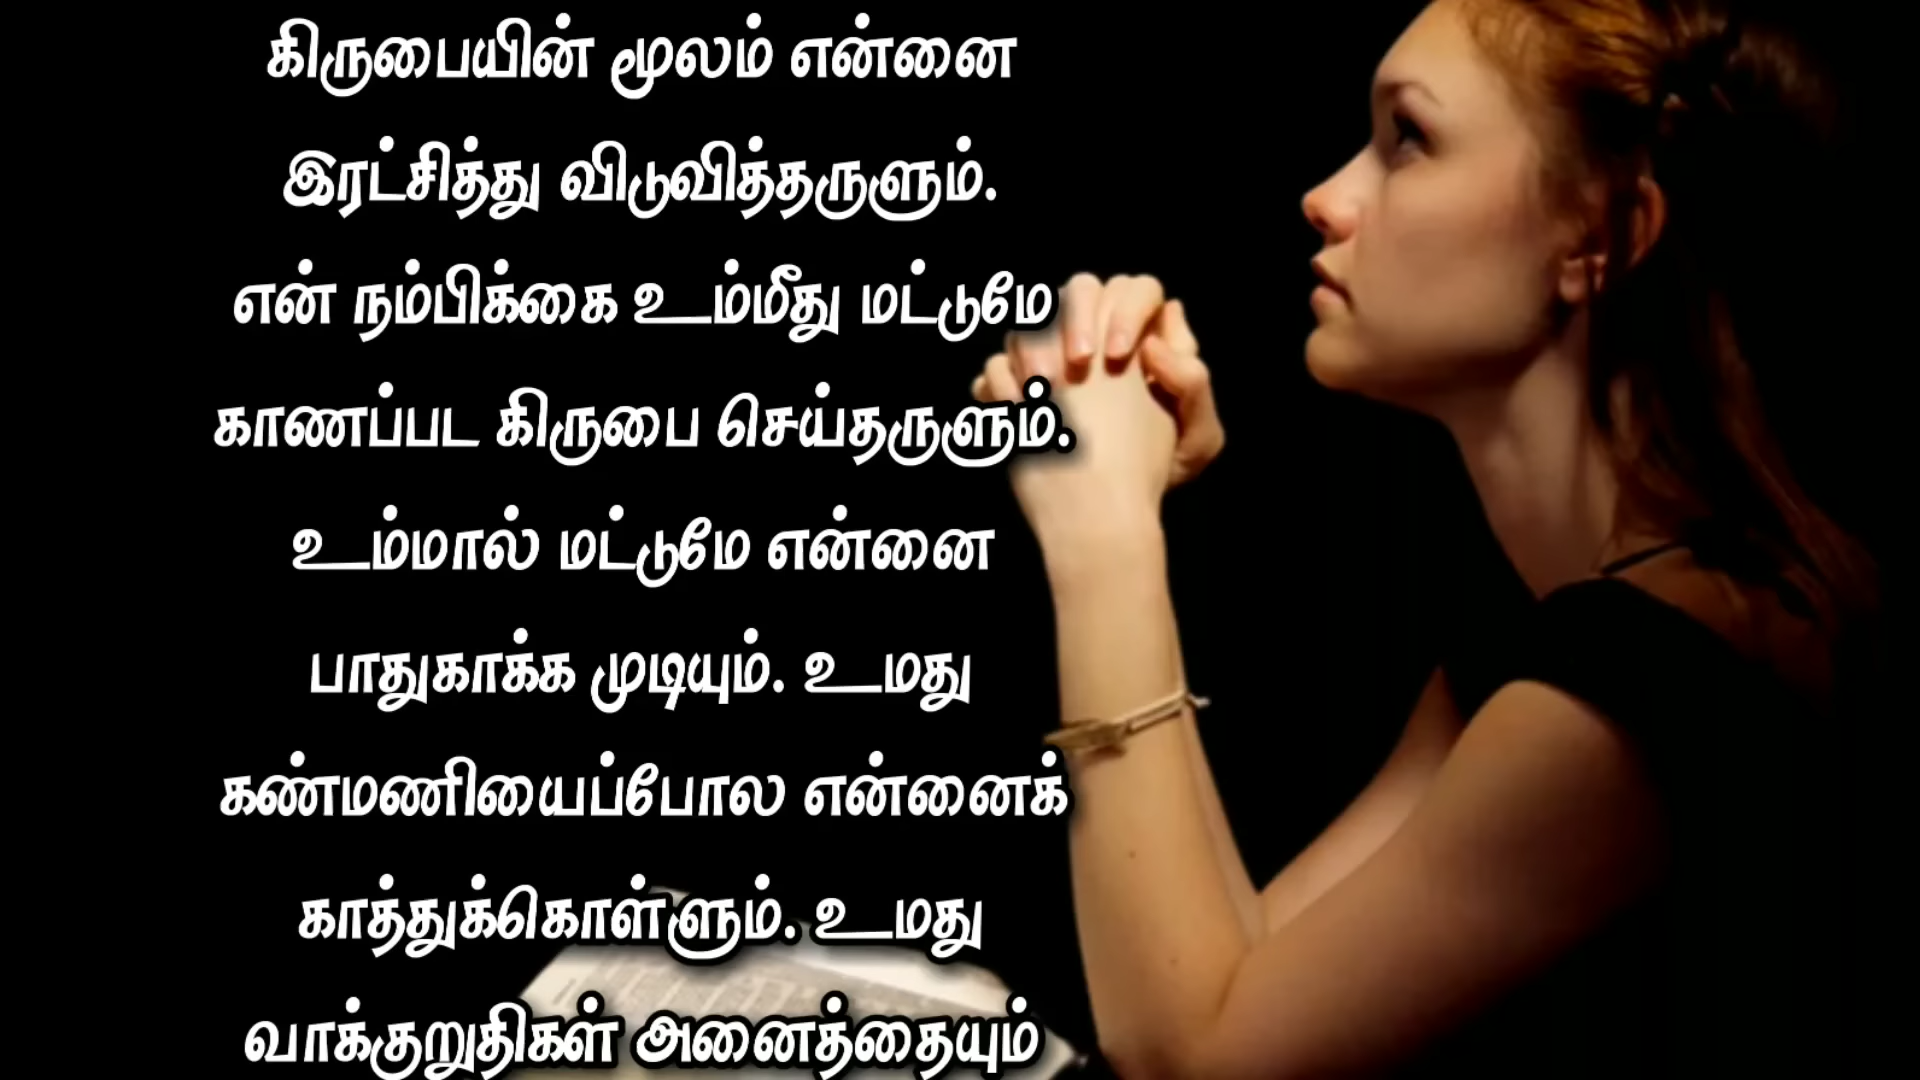 கிருபையின் மூலம் என்னை
இரட்சித்து விடுவித்தருளும்.
என் நம்பிக்கை உம்மீது மட்டுமே
காணப்பட கிருபை செய்தருளும்.
உம்மால் மட்டுமே என்னை
பாதுகாக்க முடியும். உமது
கண்மணியைப்போல என்னைக்
காத்துக்கொள்ளும். உமது
வாக்குறுதிகள் அனைத்தையும்